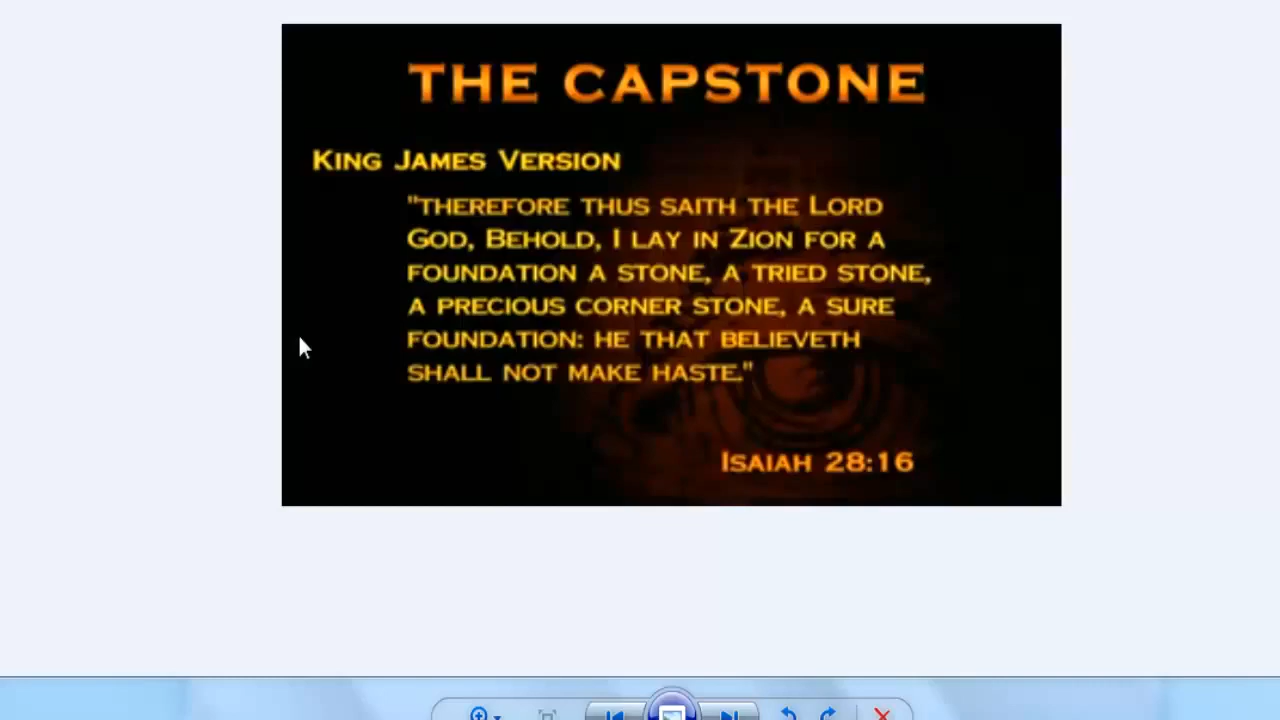 THE CAPSTONE
KING JAMES VERSION
"THEREFORE THUS SAITH THE LORD
GOD, BEHOLD, I LAY IN ZION FOR A
FOUNDATION A STONE, A TRIED STONE,
A PRECIOUS CORNER STONE, A SURE
FOUNDATION: HE THAT BELIEVETH
SHALL NOT MAKE HASTE."
ISAIAH 28:16